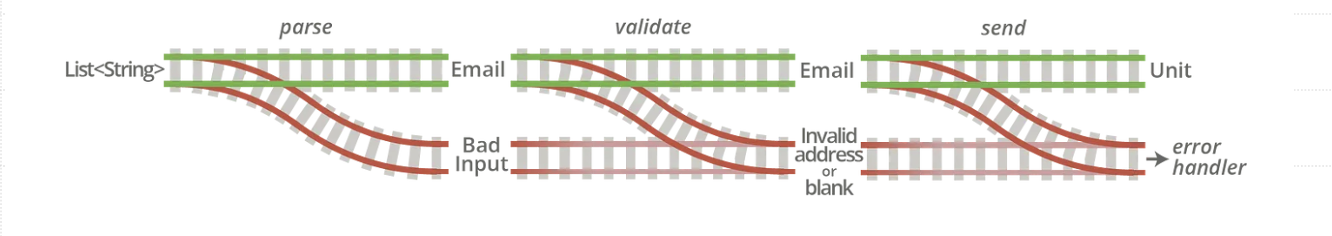 parse
validate
send
List<String>
Email
Email
Unit
Bad
Input
Invalid
address
or
blank
error
handler